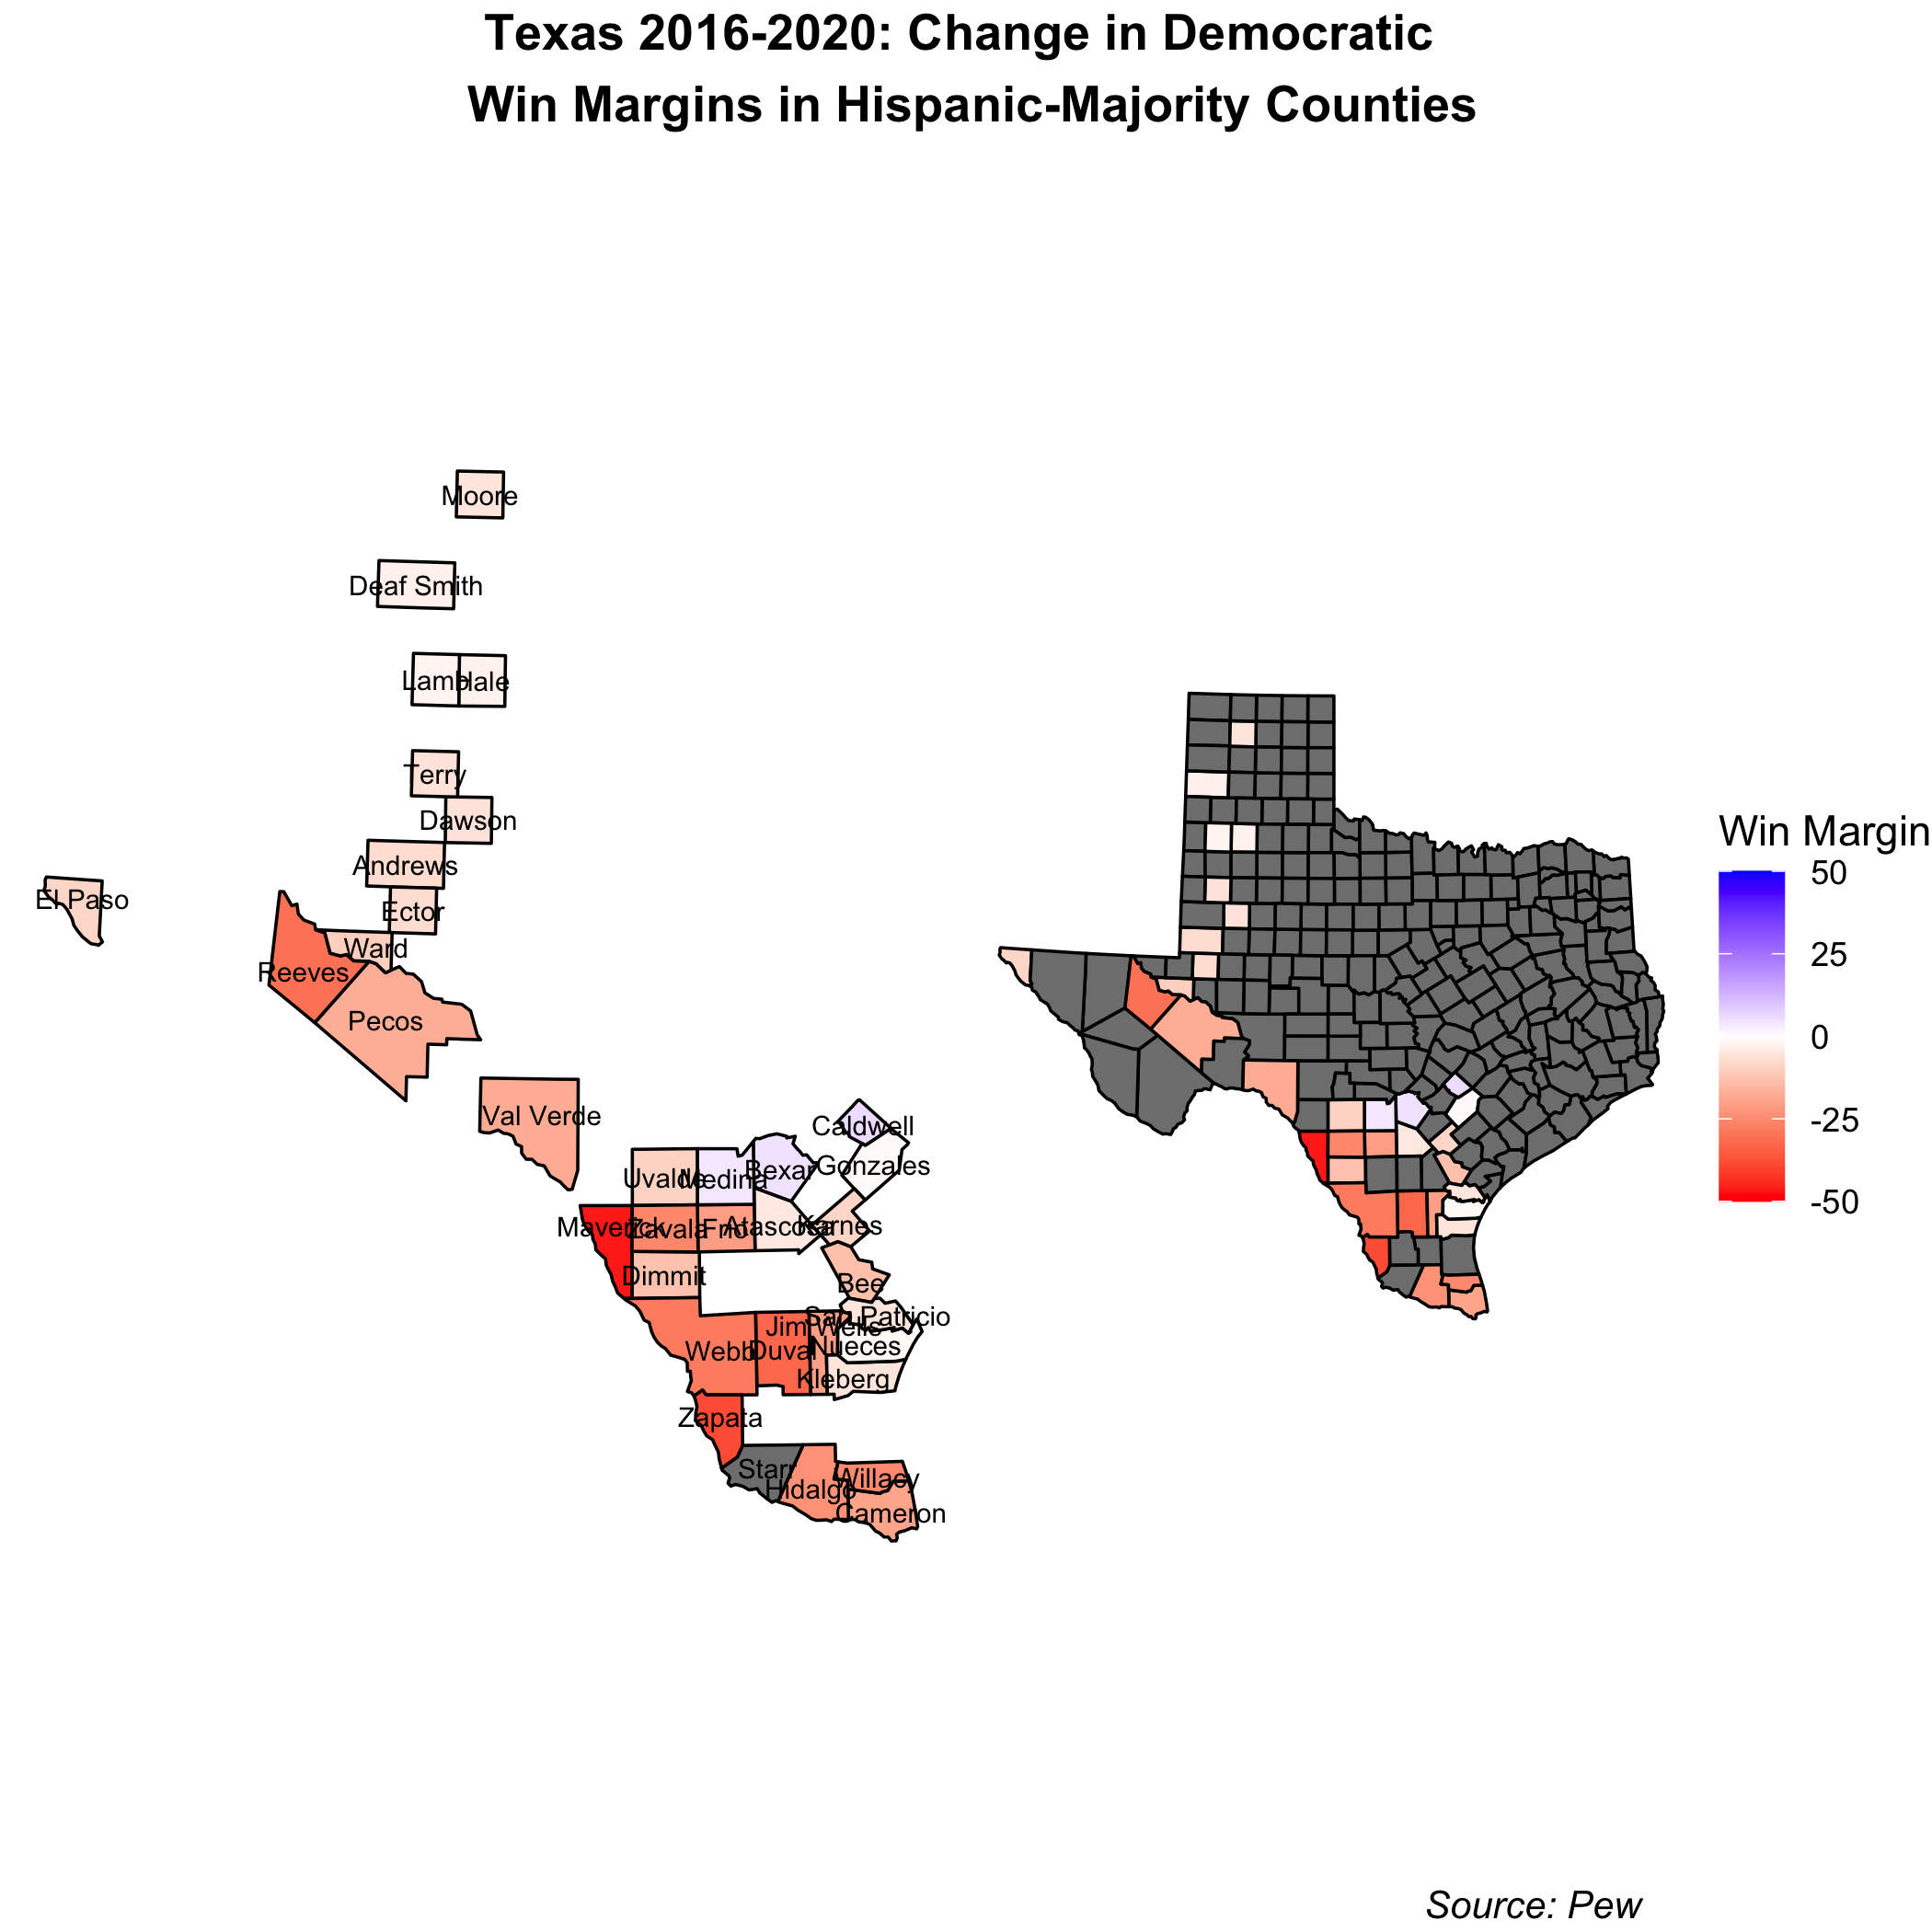 Texas 2016-2020: Change in Democratic
Win Margins in Hispanic-Majority Counties
Moore
Deaf Smith
Lamb
Hale
Terry
Dawson
Andrews
El Paso
Ector
Ward
Reeves
Pecos
Val Verde
Caldwell
Uvalde
Medina
Bexar
Gonzales
Maverick
Zavala
Frio
Atascosa
Karnes
Dimmit
Bee
San Patricio
Jim Wells
Webb
Duval
Nueces
Kleberg
Zapata
Starr
Hidalgo
Willacy
Cameron
Win Margin
50
25
0
-25
-50
Source: Pew